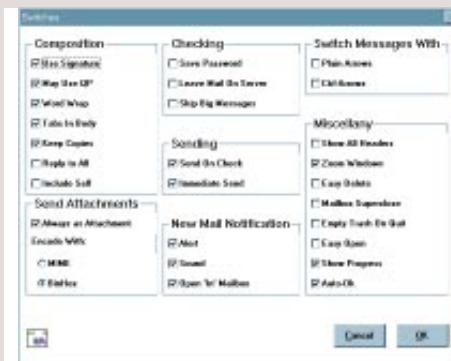 Switches
Composition
Use Signature
May Use QP
Word Wrap
Tabs In Body
Keep Copies
Reply to All
Include Self
Send Attachments
Always as Attachment
Encode With:
MIME
BinHex
Checking
Save Password
Leave Mail On Server
Skip Big Messages
Sending
Send On Check
Immediate Send
New Mail Notification
Alert
Sound
Open 'In' Mailbox
Switch Messages With
Plain Arrows
Ctrl-Arrows
Miscellany
Show All Headers
Zoom Windows
Easy Delete
Mailbox Superclose
Empty Trash On Quit
Easy Open
Show Progress
Auto-Ok
Cancel
OK